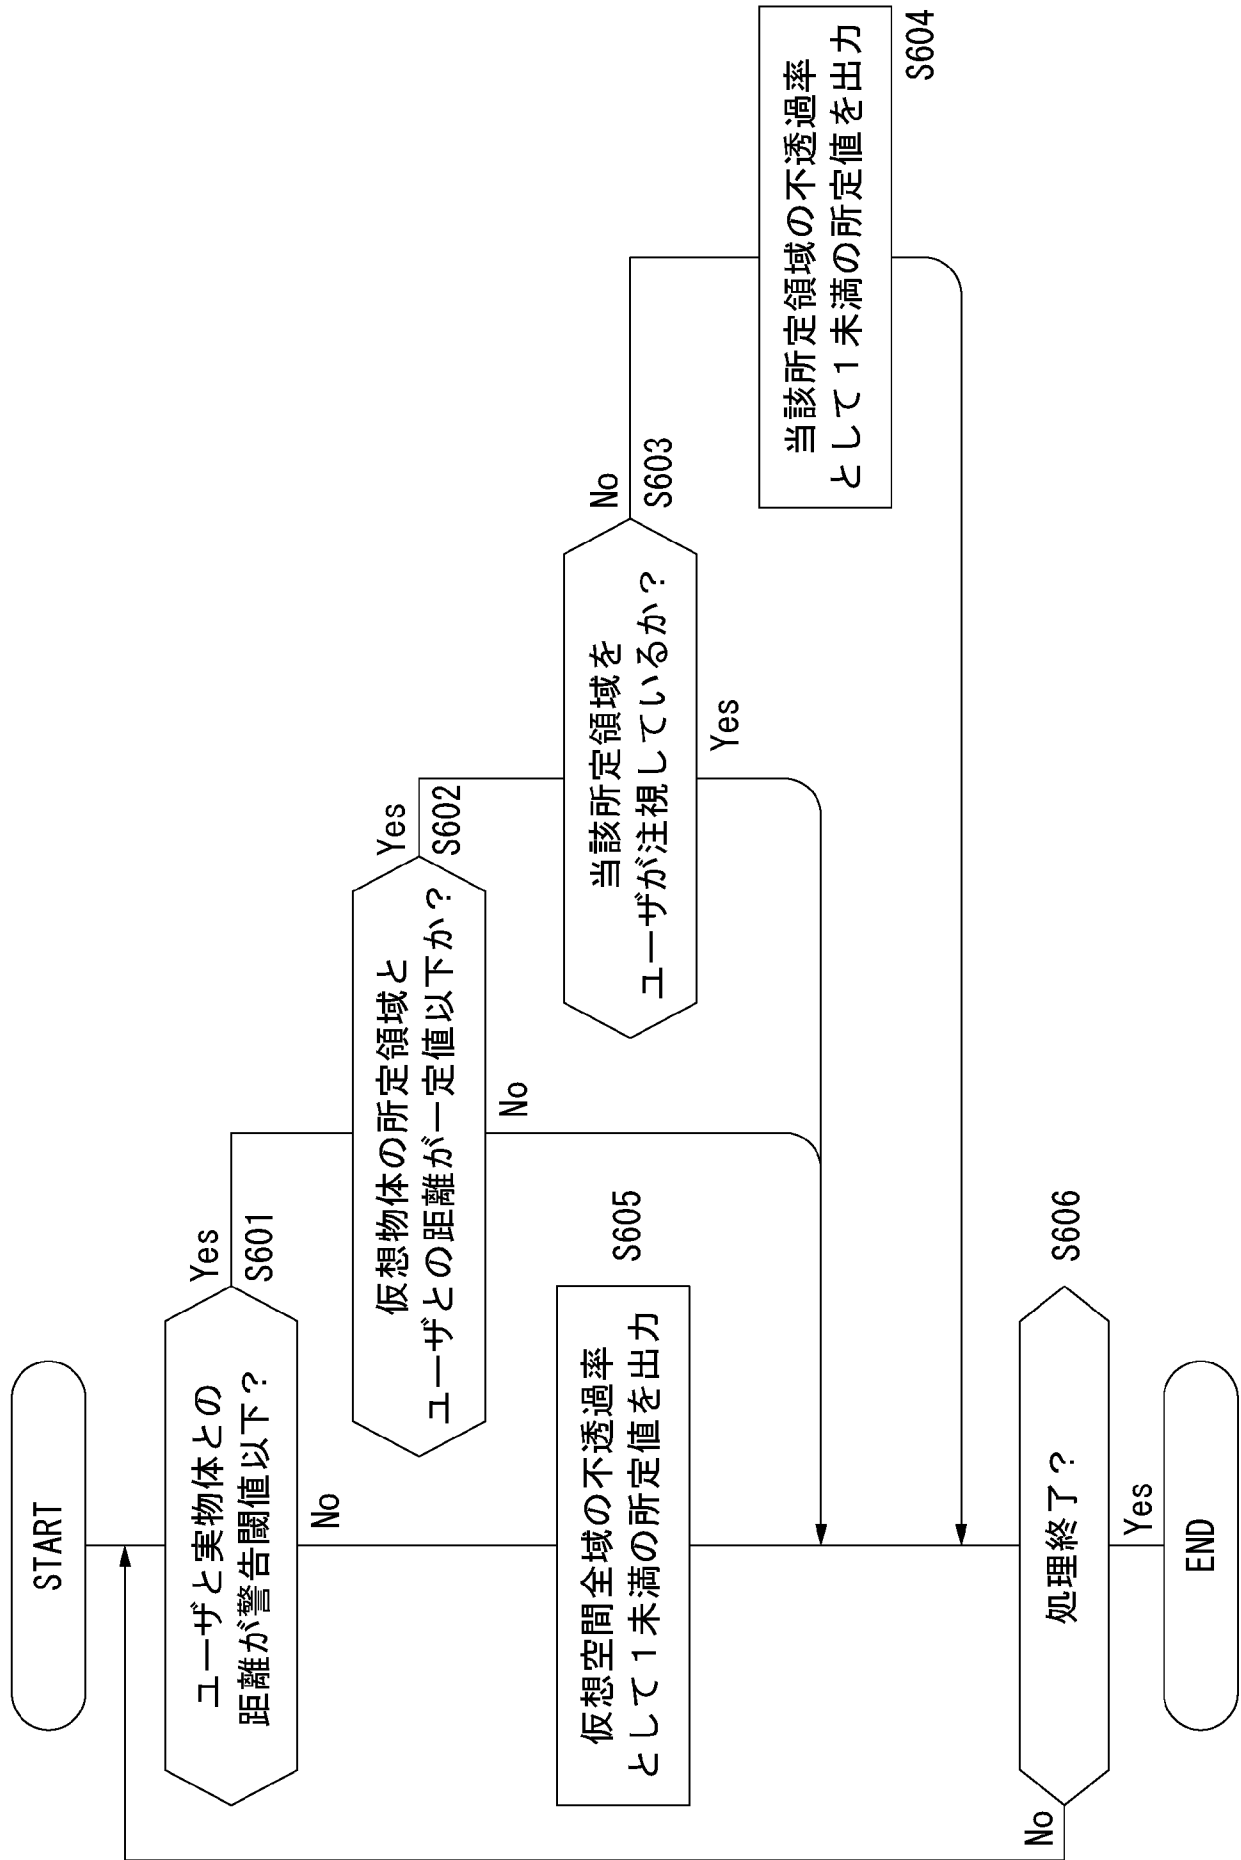 START
ユーザと実物体との
距離が警告閾値以下？
Yes
S601
No
仮想物体の所定領域と
ユーザとの距離が一定値以下か？
Yes
S602
No
当該所定領域を
ユーザが注視しているか？
No
S603
Yes
当該所定領域の不透過率
として１未満の所定値を出力
S604
仮想空間全域の不透過率
として１未満の所定値を出力
S605
処理終了？
S606
No
Yes
END